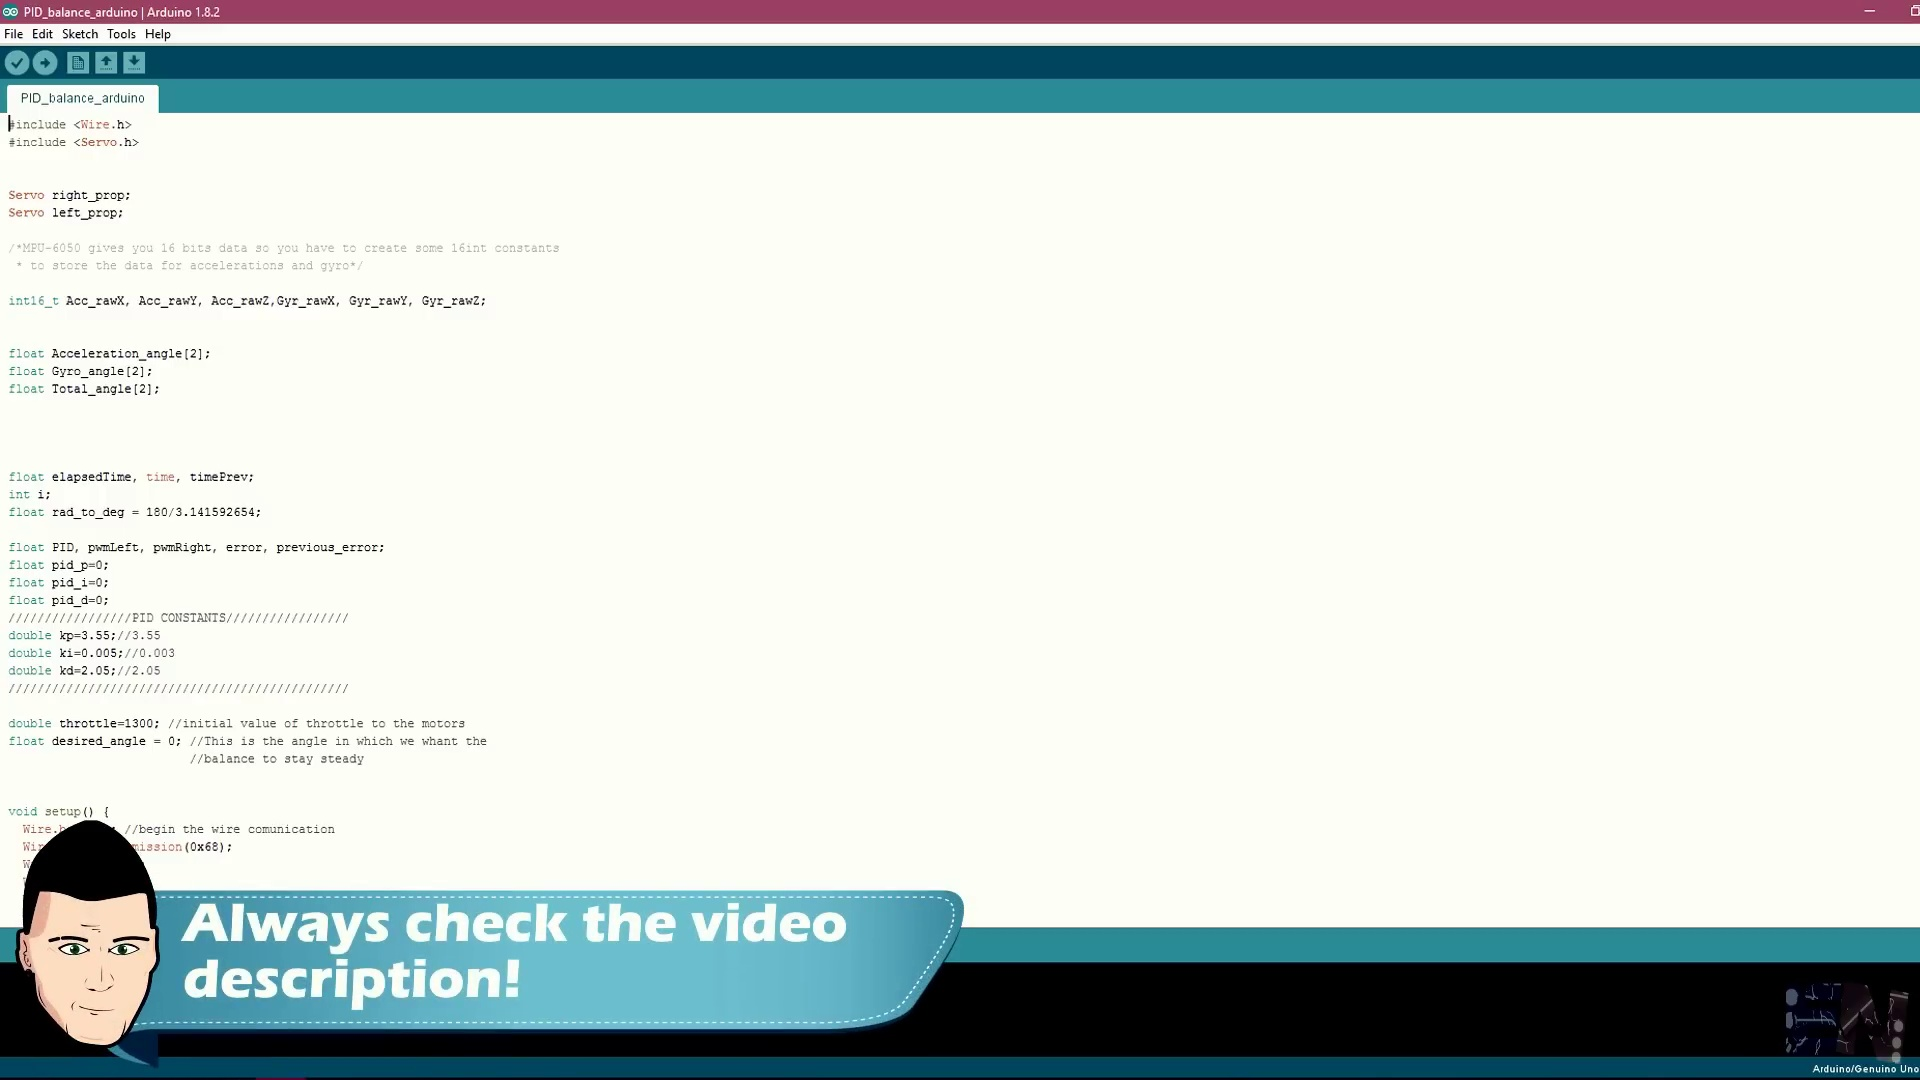 PID_balance_arduino | Arduino 1.8.2
File Edit Sketch Tools Help
PID_balance_arduino
#include <Wire.h>
#include <Servo.h>
Servo right_prop;
Servo left_prop;
/*MPU-6050 gives you 16 bits data so you have to create some 16int constants
* to store the data for accelerations and gyro*/
int16_t Acc_rawX, Acc_rawY, Acc_rawZ,Gyr_rawX, Gyr_rawY, Gyr_rawZ;
float Acceleration_angle[2];
float Gyro_angle[2];
float Total_angle[2];
float elapsedTime, time, timePrev;
int i;
float rad_to_deg = 180/3.141592654;
float PID, pwmLeft, pwmRight, error, previous_error;
float pid_p=0;
float pid_i=0;
float pid_d=0;
/////////////////PID CONSTANTS/////////////////
double kp=3.55;//3.55
double ki=0.005;//0.003
double kd=2.05;//2.05
///////////////////////////////////////////////
double throttle=1300; //initial value of throttle to the motors
float desired_angle = 0; //This is the angle in which we whant the
//balance to stay steady
void setup() {
//begin the wire comunication
(0x68);
Always check the video
description!
Arduino/Genuino Uno